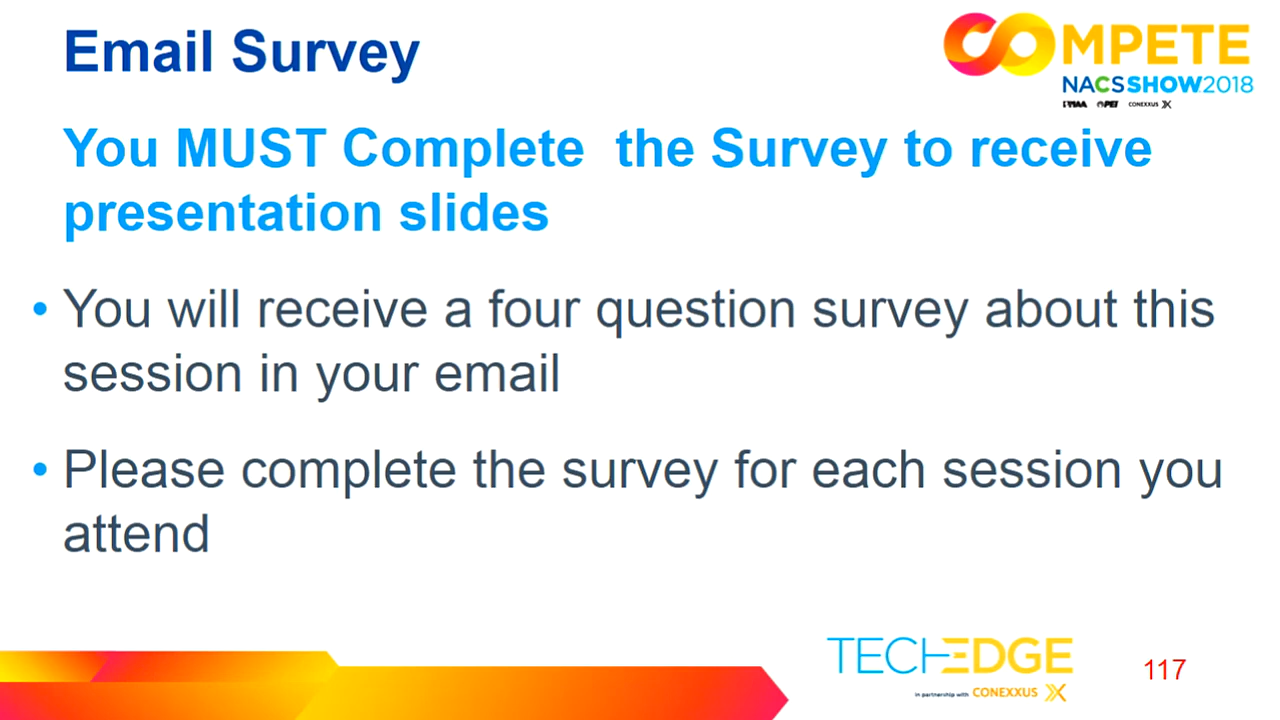 Email Survey
COMPETE
NACSSHOW2018
PEI CONEXXUS
You MUST Complete  the Survey to receive
presentation slides
• You will receive a four question survey about this
session in your email
• Please complete the survey for each session you
attend
TECHEDGE
in partnership with CONEXXUS
117